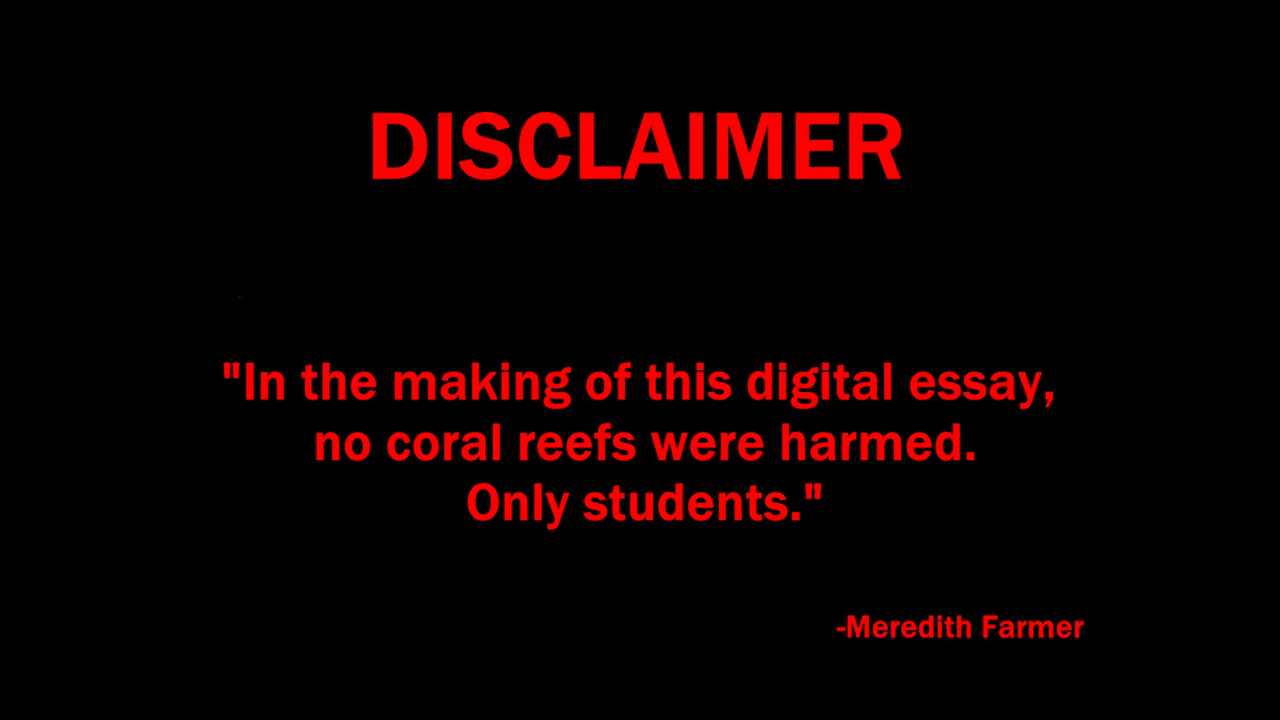 DISCLAIMER
"In the making of this digital essay,
no coral reefs were harmed.
Only students."
-Meredith Farmer